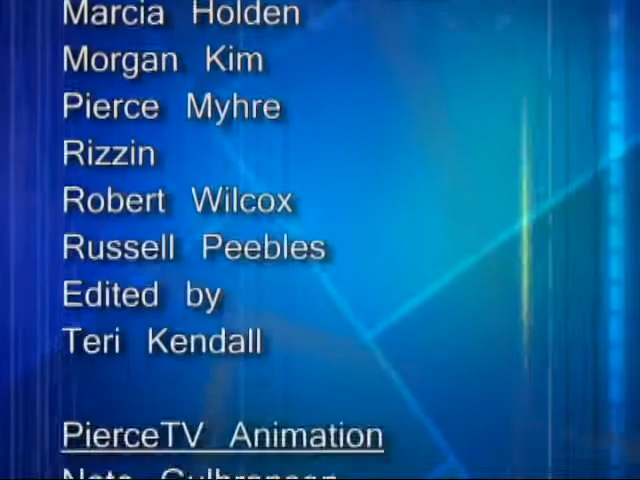 Marcia Holden
Morgan Kim
Pierce Myhre
Rizzin
Robert Wilcox
Russell Peebles
Edited by
Teri Kendall
PierceTV Animation